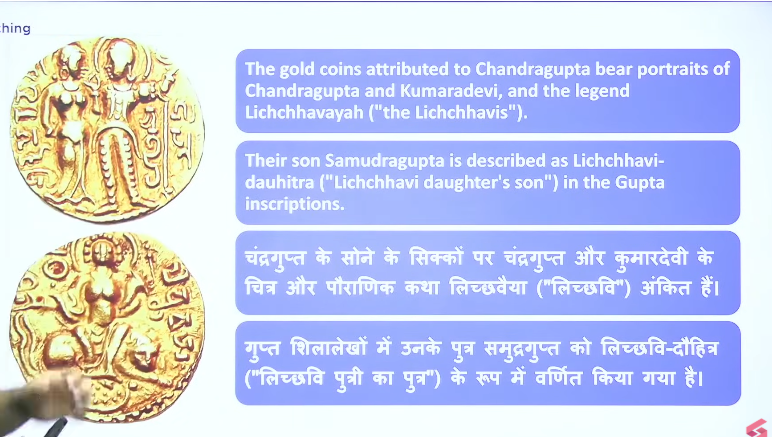 hing
The gold coins attributed to Chandragupta bear portraits of
Chandragupta and Kumaradevi, and the legend
Lichchhavayah ("the Lichchhavis").
Their son Samudragupta is described as Lichchhavi-
dauhitra ("Lichchhavi daughter's son") in the Gupta
inscriptions.
चंद्रगुप्त के सोने के सिक्कों पर चंद्रगुप्त और कुमारदेवी के
चित्र और पौराणिक कथा लिच्छवैया ("लिच्छवि") अंकित हैं।
गुप्त शिलालेखों में उनके पुत्र समुद्रगुप्त को लिच्छवि-दौहित्र
("लिच्छवि पुत्री का पुत्र") के रूप में वर्णित किया गया है।